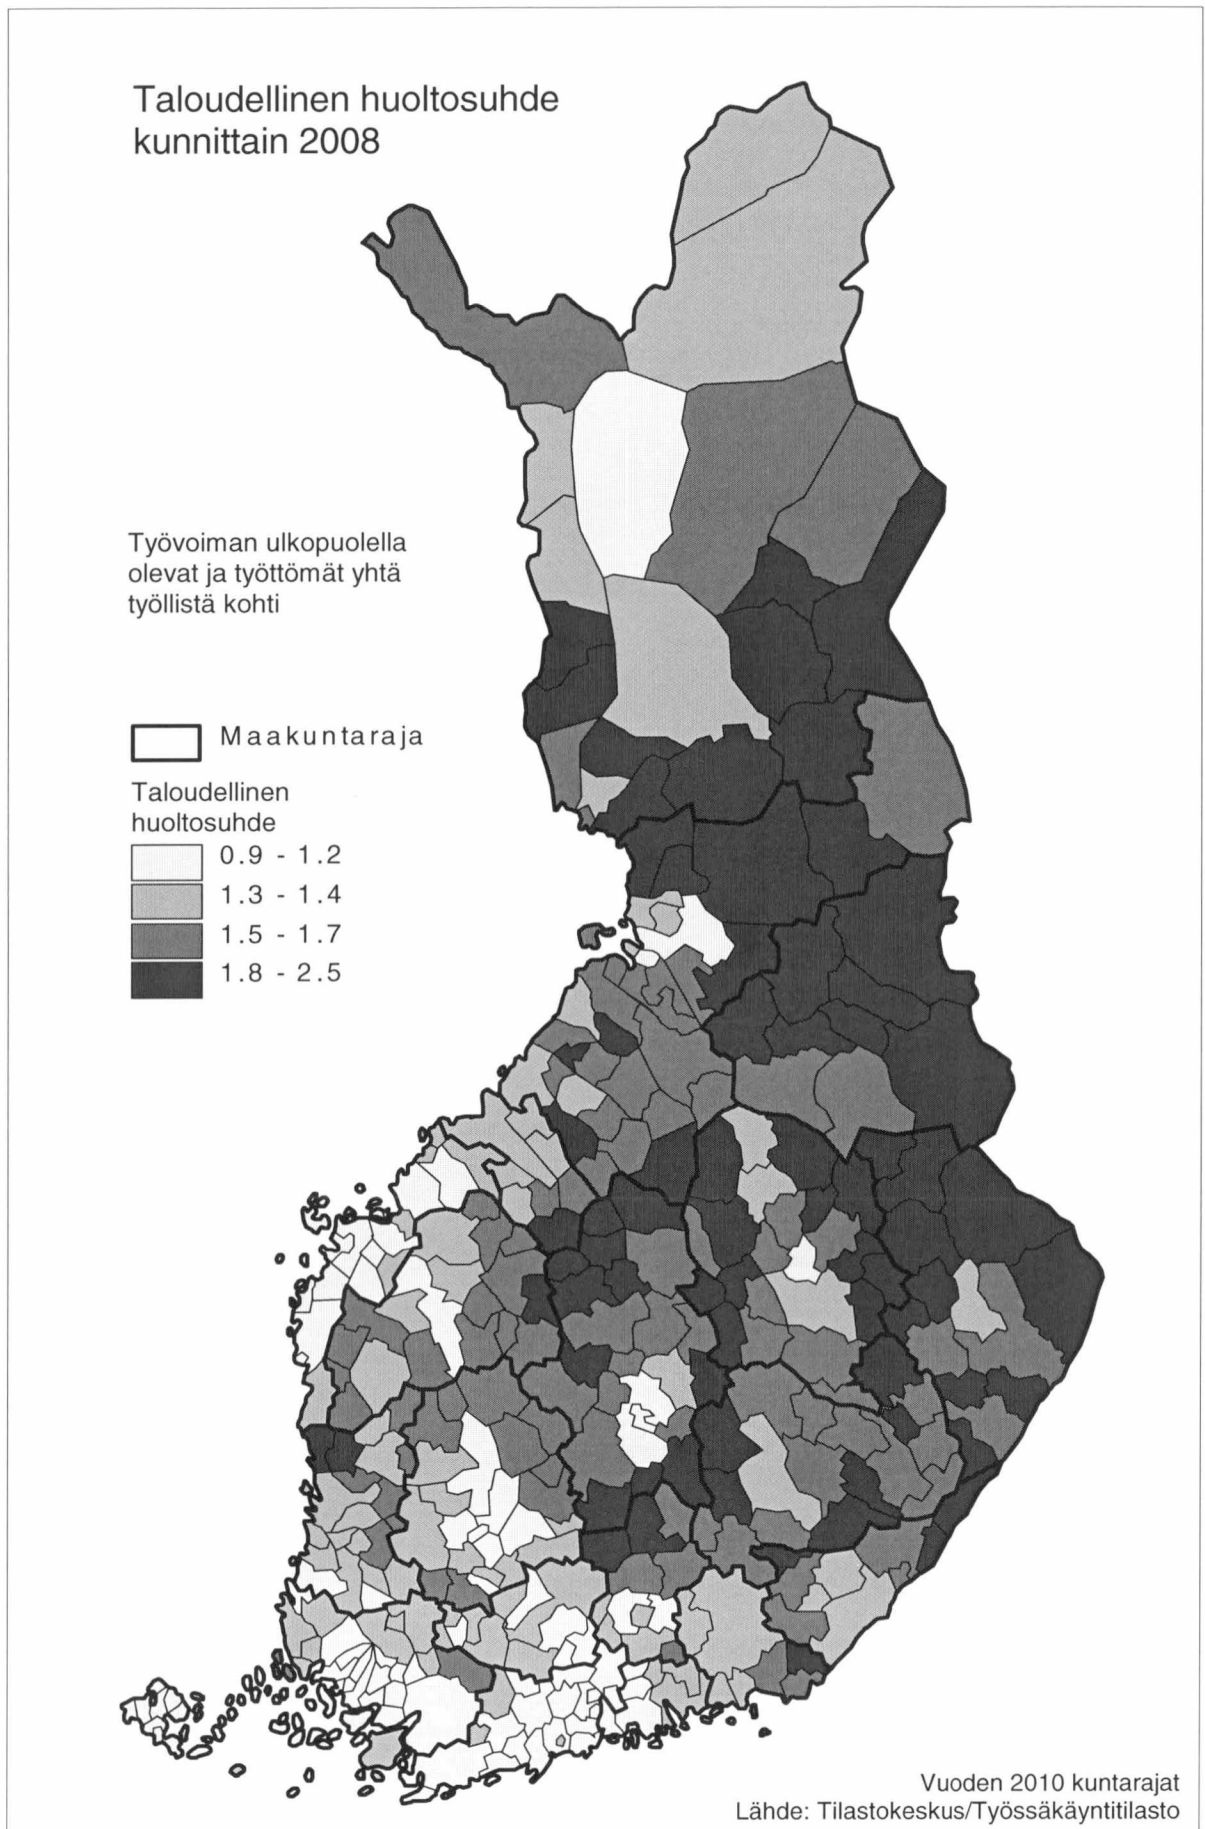 Taloudellinen huoltosuhde
kunnittain 2008
Työvoiman ulkopuolella
olevat ja työttömät yhtä
työllistä kohti
Maakuntaraja
Taloudellinen
huoltosuhde
0.9 - 1.2
1.3 - 1.4
1.5 - 1.7
1.8 - 2.5
Vuoden 2010 kuntarajat
Lähde: Tilastokeskus/Työssäkäyntitilasto